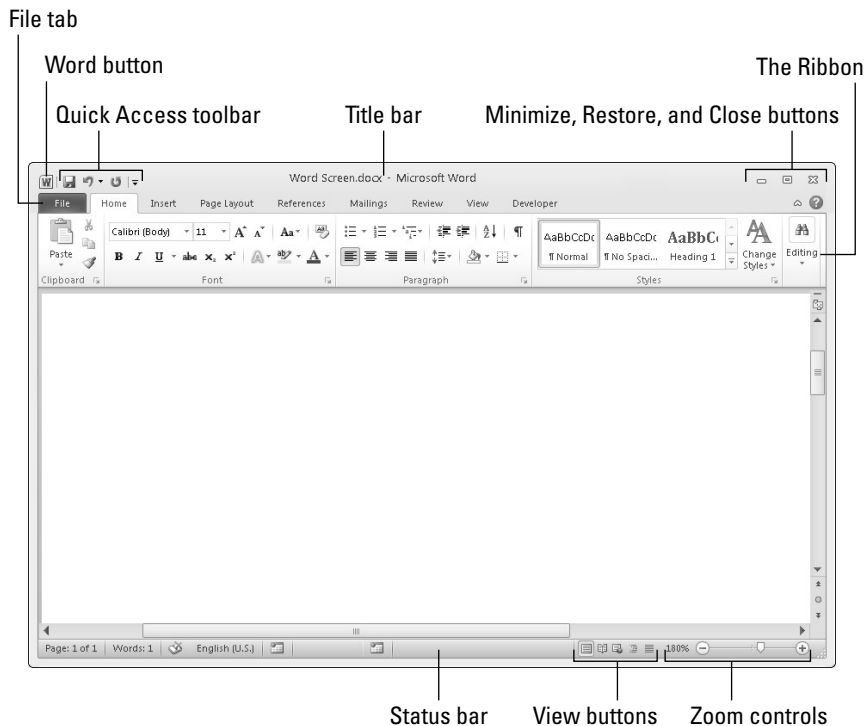 File tab
Word button
The Ribbon
Quick Access toolbar
Title bar
Minimize, Restore, and Close buttons
W
Word Screen.docx - Microsoft Word
File Home Insert Page Layout References Mailings Review View Developer
Calibri (Body) 11 A A Aa
AaBbCcDc AaBbCcDc AaBbC
Paste
B I U abc X₂ X² A ab A
¶ Normal ¶ No Spaci... Heading 1
Change Styles
Editing
Clipboard Font Paragraph Styles
Page: 1 of 1 Words: 1 English (U.S.) 180%
Status bar
View buttons
Zoom controls